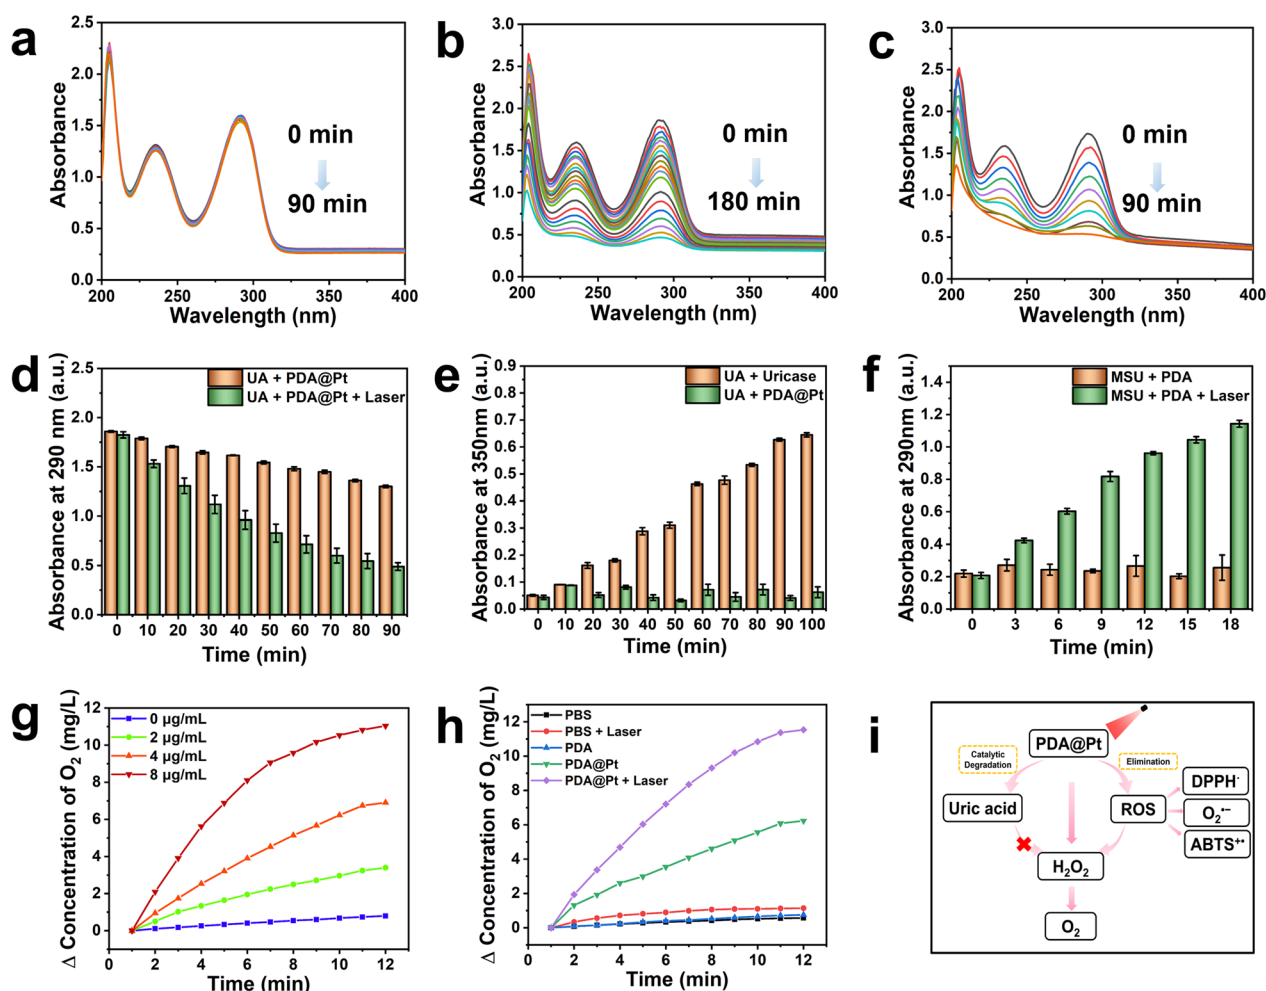 a
2.5
2.0
1.5
1.0
0.5
0.0
Absorbance
0 min
90 min
200
250
300
350
400
Wavelength (nm)
b
3.0
2.5
2.0
1.5
1.0
0.5
0.0
Absorbance
0 min
180 min
200
250
300
350
400
Wavelength (nm)
c
3.0
2.5
2.0
1.5
1.0
0.5
0.0
Absorbance
0 min
90 min
200
250
300
350
400
Wavelength (nm)
d
2.5
2.0
1.5
1.0
0.5
0.0
Absorbance at 290 nm (a.u.)
UA + PDA@Pt
UA + PDA@Pt + Laser
0 10 20 30 40 50 60 70 80 90
Time (min)
e
0.9
0.8
0.7
0.6
0.5
0.4
0.3
0.2
0.1
0.0
Absorbance at 350nm (a.u.)
UA + Uricase
UA + PDA@Pt
0 10 20 30 40 50 60 70 80 90 100
Time (min)
f
1.4
1.2
1.0
0.8
0.6
0.4
0.2
0.0
Absorbance at 290nm (a.u.)
MSU + PDA
MSU + PDA + Laser
0 3 6 9 12 15 18
Time (min)
g
12
10
8
6
4
2
0
Δ Concentration of O₂ (mg/L)
0 µg/mL
2 µg/mL
4 µg/mL
8 µg/mL
2 4 6 8 10 12
Time (min)
h
12
10
8
6
4
2
0
Δ Concentration of O₂ (mg/L)
PBS
PBS + Laser
PDA
PDA@Pt
PDA@Pt + Laser
2 4 6 8 10 12
Time (min)
i
PDA@Pt
Catalytic
Degradation
Elimination
Uric acid
ROS
DPPH·
O₂•−
ABTS+•
H₂O₂
O₂